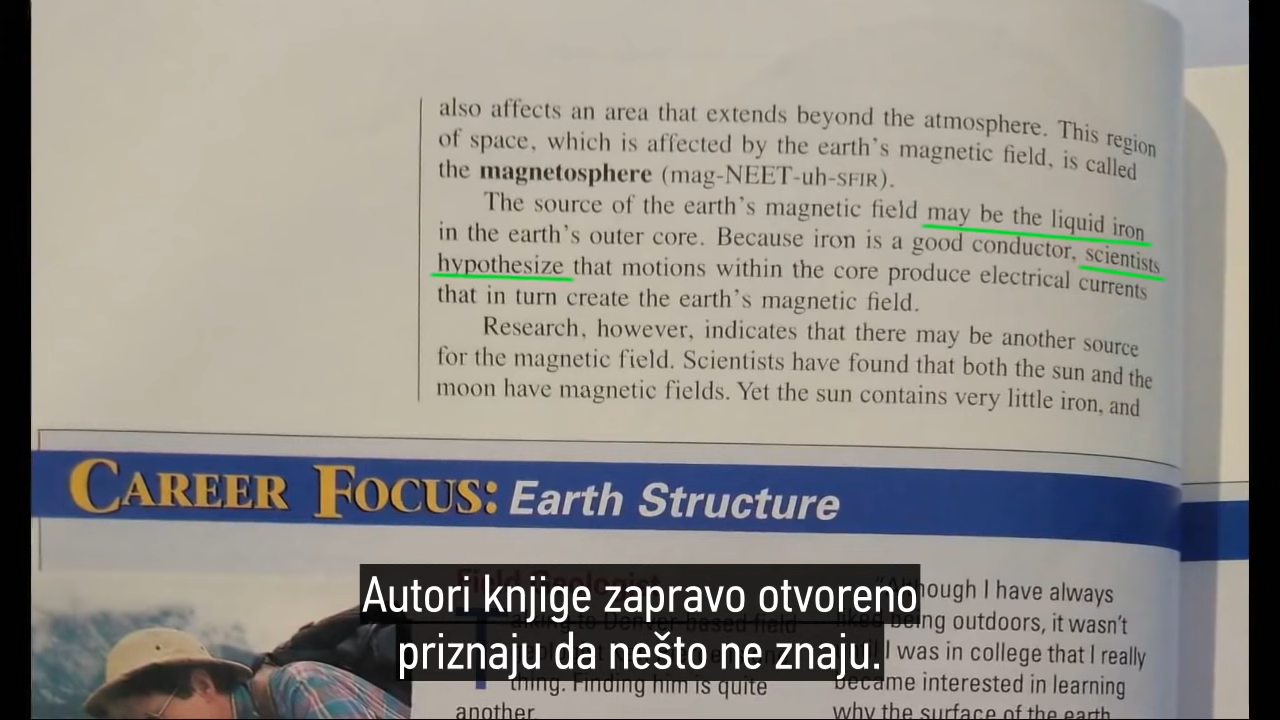 also affects an area that extends beyond the atmosphere. This region
of space, which is affected by the earth's magnetic field, is called
the magnetosphere (mag-NEET-uh-SFIR).
The source of the earth's magnetic field may be the liquid iron
in the earth's outer core. Because iron is a good conductor, scientists
hypothesize that motions within the core produce electrical currents
that in turn create the earth's magnetic field.
Research, however, indicates that there may be another source
for the magnetic field. Scientists have found that both the sun and the
moon have magnetic fields. Yet the sun contains very little iron, and
CAREER FOCUS: Earth Structure
Autori knjige zapravo otvoreno
priznaju da nešto ne znaju.
thing. Finding him is quite
another.
I have always
being outdoors, it wasn't
I was in college that I really
became interested in learning
why the surface of the earth